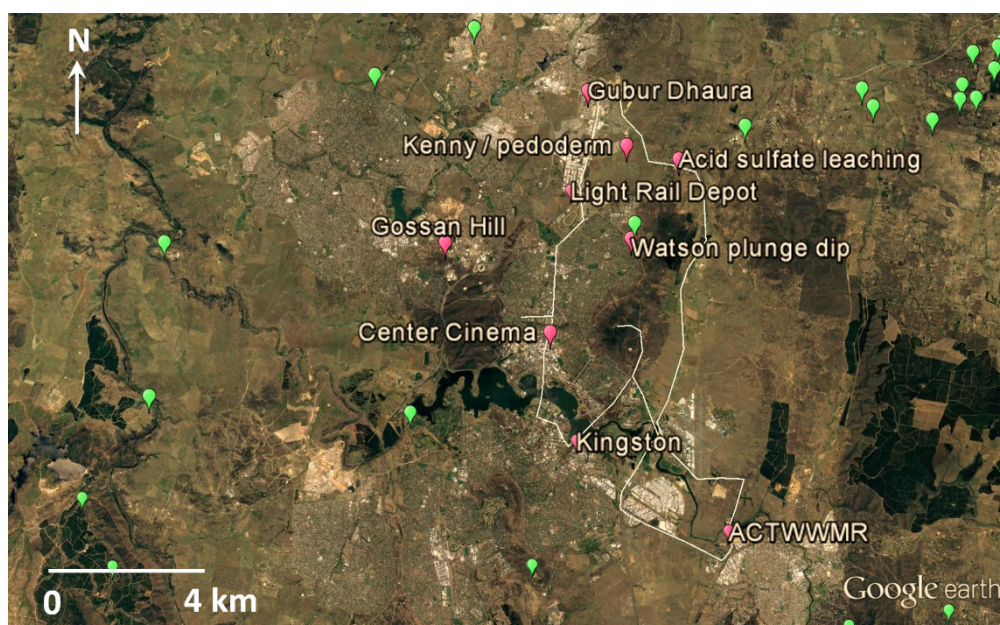 N
Gubur Dhaura
Kenny / pedoderm
Acid sulfate leaching
Light Rail Depot
Gossan Hill
Watson plunge dip
Center Cinema
Kingston
ACTWWMR
0 4 km
Google earth